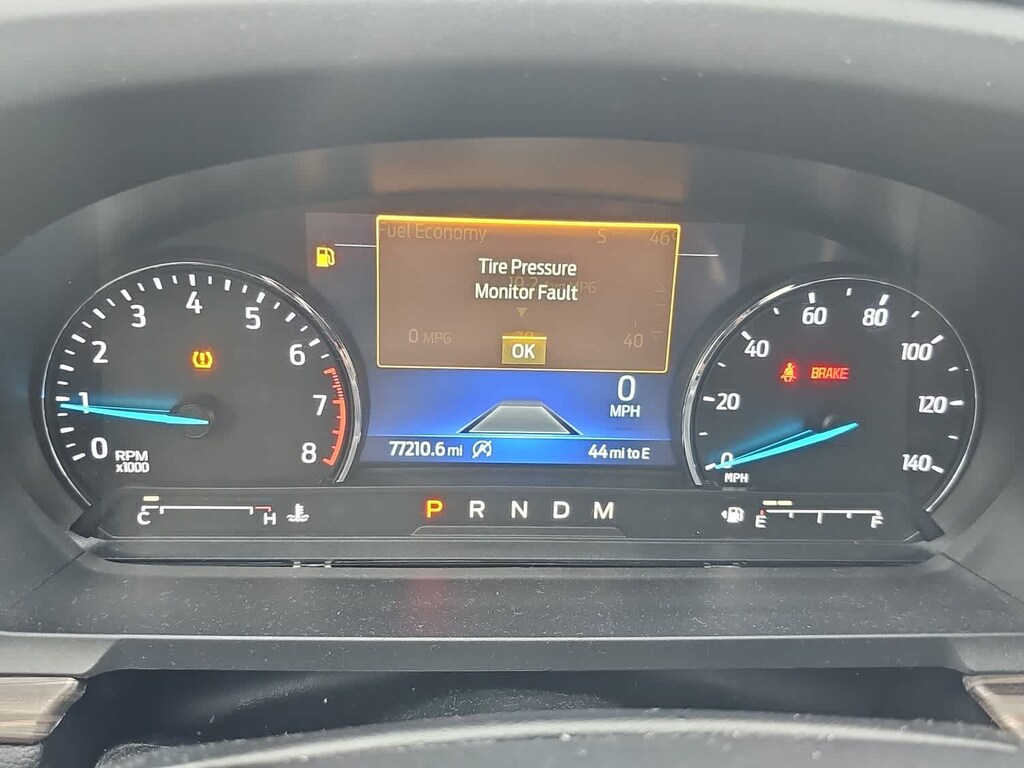 Fuel Economy S 46°
Tire Pressure
Monitor Fault
0 MPG
40
OK
0
MPH
77210.6 mi
44 mi to E
0 1 2 3 4 5 6 7 8
RPM
x1000
BRAKE
0 20 40 60 80 100 120 140
MPH
C H
P R N D M
E F